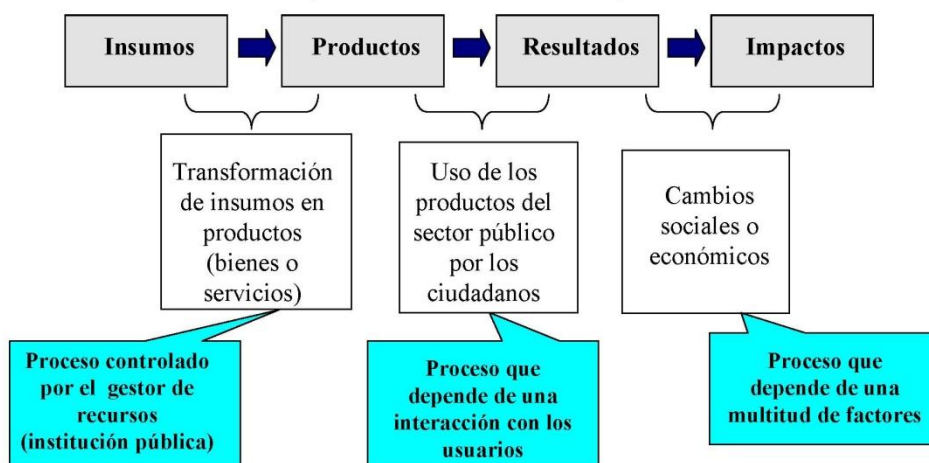 Insumos
Productos
Resultados
Impactos
Transformación
de insumos en
productos
(bienes o
servicios)
Uso de los
productos del
sector público
por los
ciudadanos
Cambios
sociales o
económicos
Proceso controlado
por el gestor de
recursos
(institución pública)
Proceso que
depende de una
interacción con los
usuarios
Proceso que
depende de una
multitud de factores